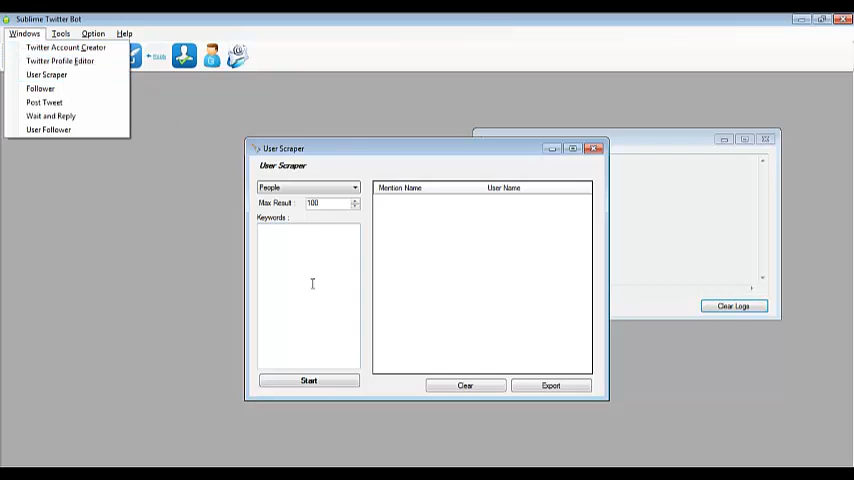 Sublime Twitter Bot
Windows Tools Option Help
Twitter Account Creator
Twitter Profile Editor
User Scraper
Follower
Post Tweet
Wait and Reply
User Follower
User Scraper
User Scraper
People
Mention Name User Name
Max Result : 100
Keywords :
Clear Logs
Start
Clear
Export